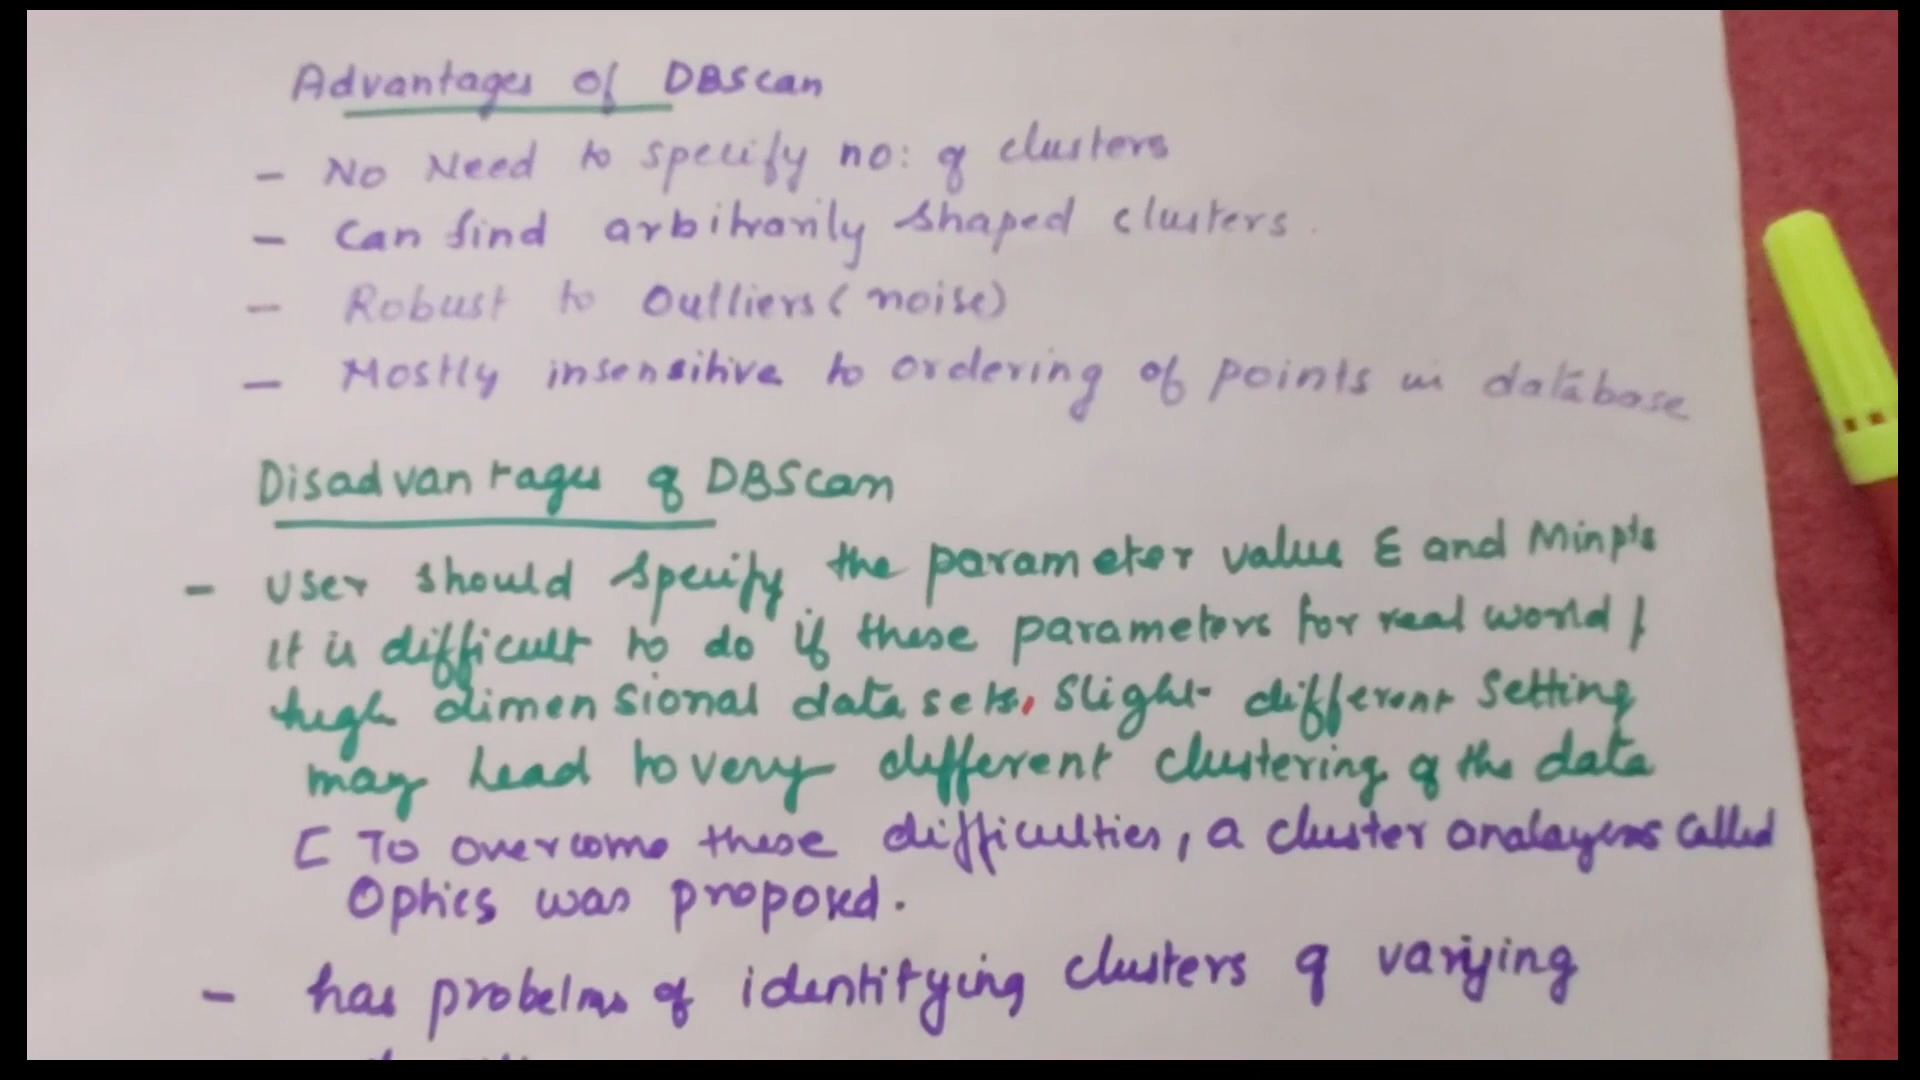 Advantages of DBScan
- No Need to specify no: of clusters
- Can find arbitrarily shaped clusters.
- Robust to Outliers (noise)
- Mostly insensitive to ordering of points in database
Disadvantages of DBScan
- User should specify the parameter value ε and Minpts
it is difficult to do if these parameters for real world /
high dimensional data sets. Slight different Setting
may lead to very different clustering of the data
[ To overcome these difficulties, a cluster called
Optics was proposed.
- has probelms of identifying clusters of varying